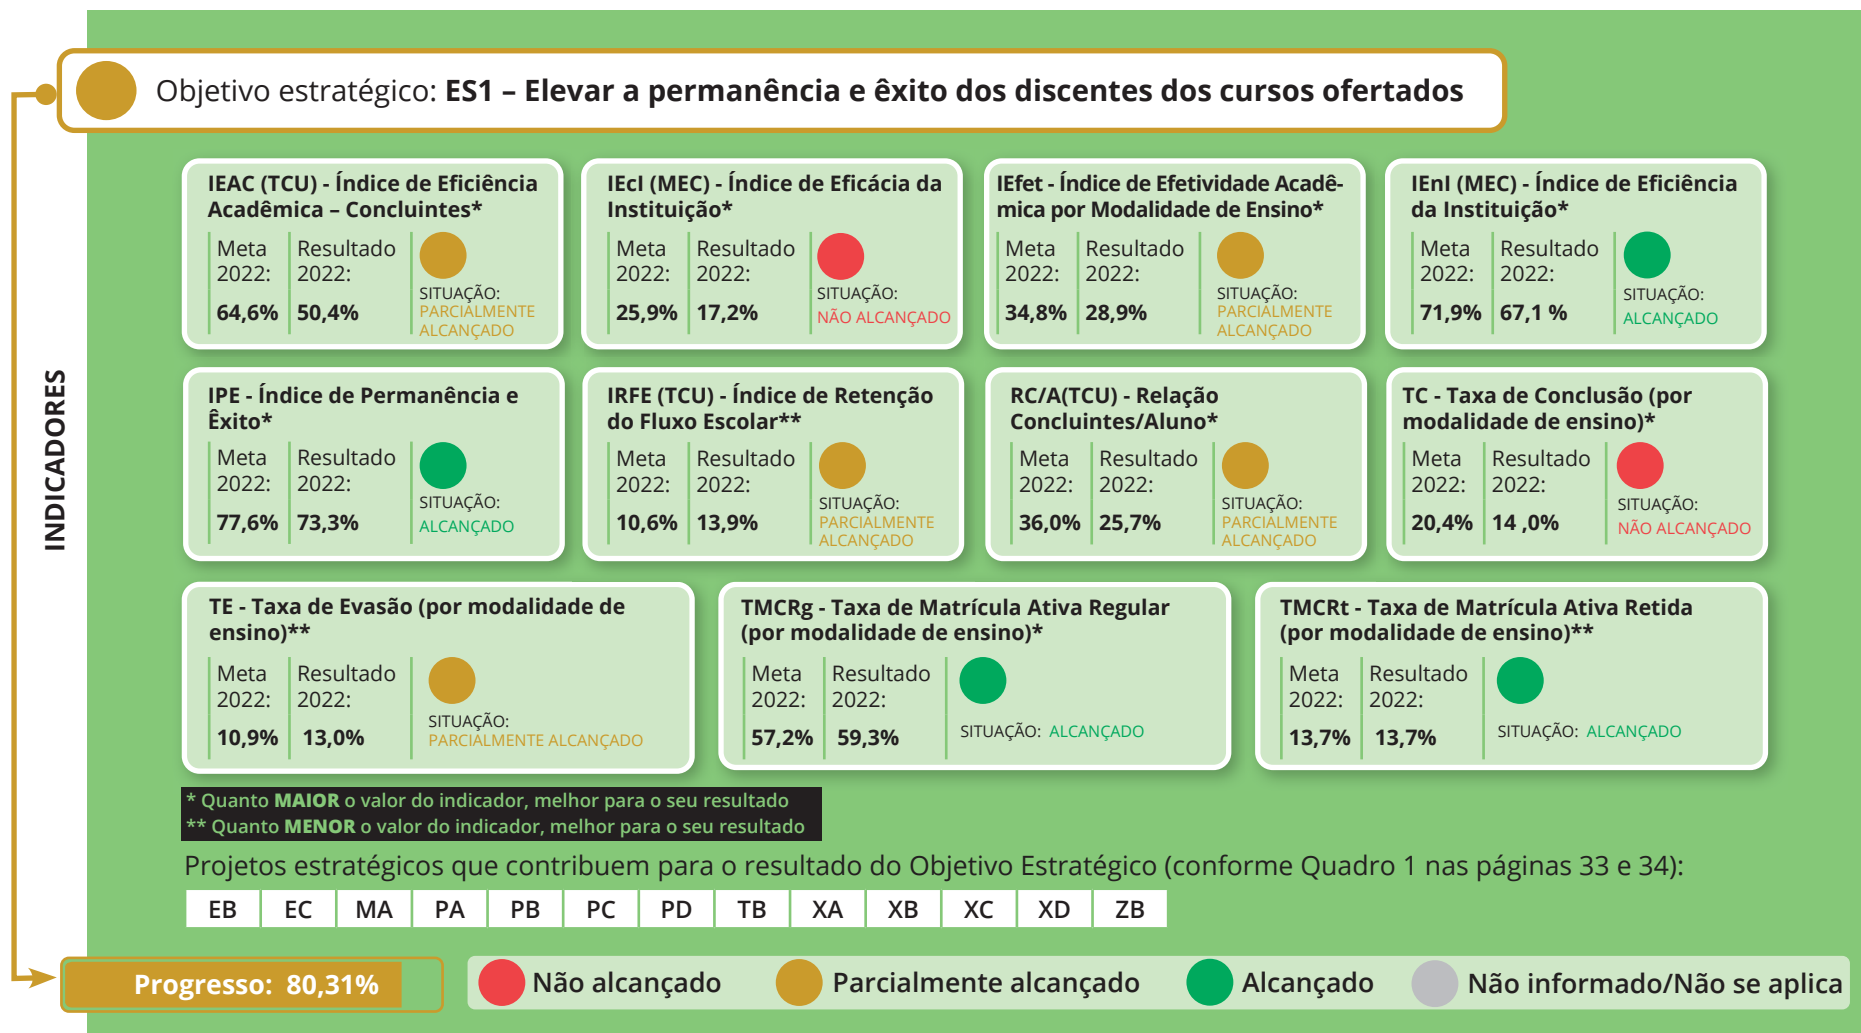 Objetivo estratégico: ES1 – Elevar a permanência e êxito dos discentes dos cursos ofertados
INDICADORES
IEAC (TCU) - Índice de Eficiência
Acadêmica – Concluintes*
Meta
2022:
64,6%
Resultado
2022:
50,4%
SITUAÇÃO:
PARCIALMENTE
ALCANÇADO
IEcI (MEC) - Índice de Eficácia da
Instituição*
Meta
2022:
25,9%
Resultado
2022:
17,2%
SITUAÇÃO:
NÃO ALCANÇADO
IEfet - Índice de Efetividade Acadê-
mica por Modalidade de Ensino*
Meta
2022:
34,8%
Resultado
2022:
28,9%
SITUAÇÃO:
PARCIALMENTE
ALCANÇADO
IEnI (MEC) - Índice de Eficiência
da Instituição*
Meta
2022:
71,9%
Resultado
2022:
67,1 %
SITUAÇÃO:
ALCANÇADO
IPE - Índice de Permanência e
Êxito*
Meta
2022:
77,6%
Resultado
2022:
73,3%
SITUAÇÃO:
ALCANÇADO
IRFE (TCU) - Índice de Retenção
do Fluxo Escolar**
Meta
2022:
10,6%
Resultado
2022:
13,9%
SITUAÇÃO:
PARCIALMENTE
ALCANÇADO
RC/A(TCU) - Relação
Concluintes/Aluno*
Meta
2022:
36,0%
Resultado
2022:
25,7%
SITUAÇÃO:
PARCIALMENTE
ALCANÇADO
TC - Taxa de Conclusão (por
modalidade de ensino)*
Meta
2022:
20,4%
Resultado
2022:
14 ,0%
SITUAÇÃO:
NÃO ALCANÇADO
TE - Taxa de Evasão (por modalidade de
ensino)**
Meta
2022:
10,9%
Resultado
2022:
13,0%
SITUAÇÃO:
PARCIALMENTE ALCANÇADO
TMCRg - Taxa de Matrícula Ativa Regular
(por modalidade de ensino)*
Meta
2022:
57,2%
Resultado
2022:
59,3%
SITUAÇÃO: ALCANÇADO
TMCRt - Taxa de Matrícula Ativa Retida
(por modalidade de ensino)**
Meta
2022:
13,7%
Resultado
2022:
13,7%
SITUAÇÃO: ALCANÇADO
* Quanto MAIOR o valor do indicador, melhor para o seu resultado
** Quanto MENOR o valor do indicador, melhor para o seu resultado
Projetos estratégicos que contribuem para o resultado do Objetivo Estratégico (conforme Quadro 1 nas páginas 33 e 34):
EB EC MA PA PB PC PD TB XA XB XC XD ZB
Progresso: 80,31%
Não alcançado
Parcialmente alcançado
Alcançado
Não informado/Não se aplica